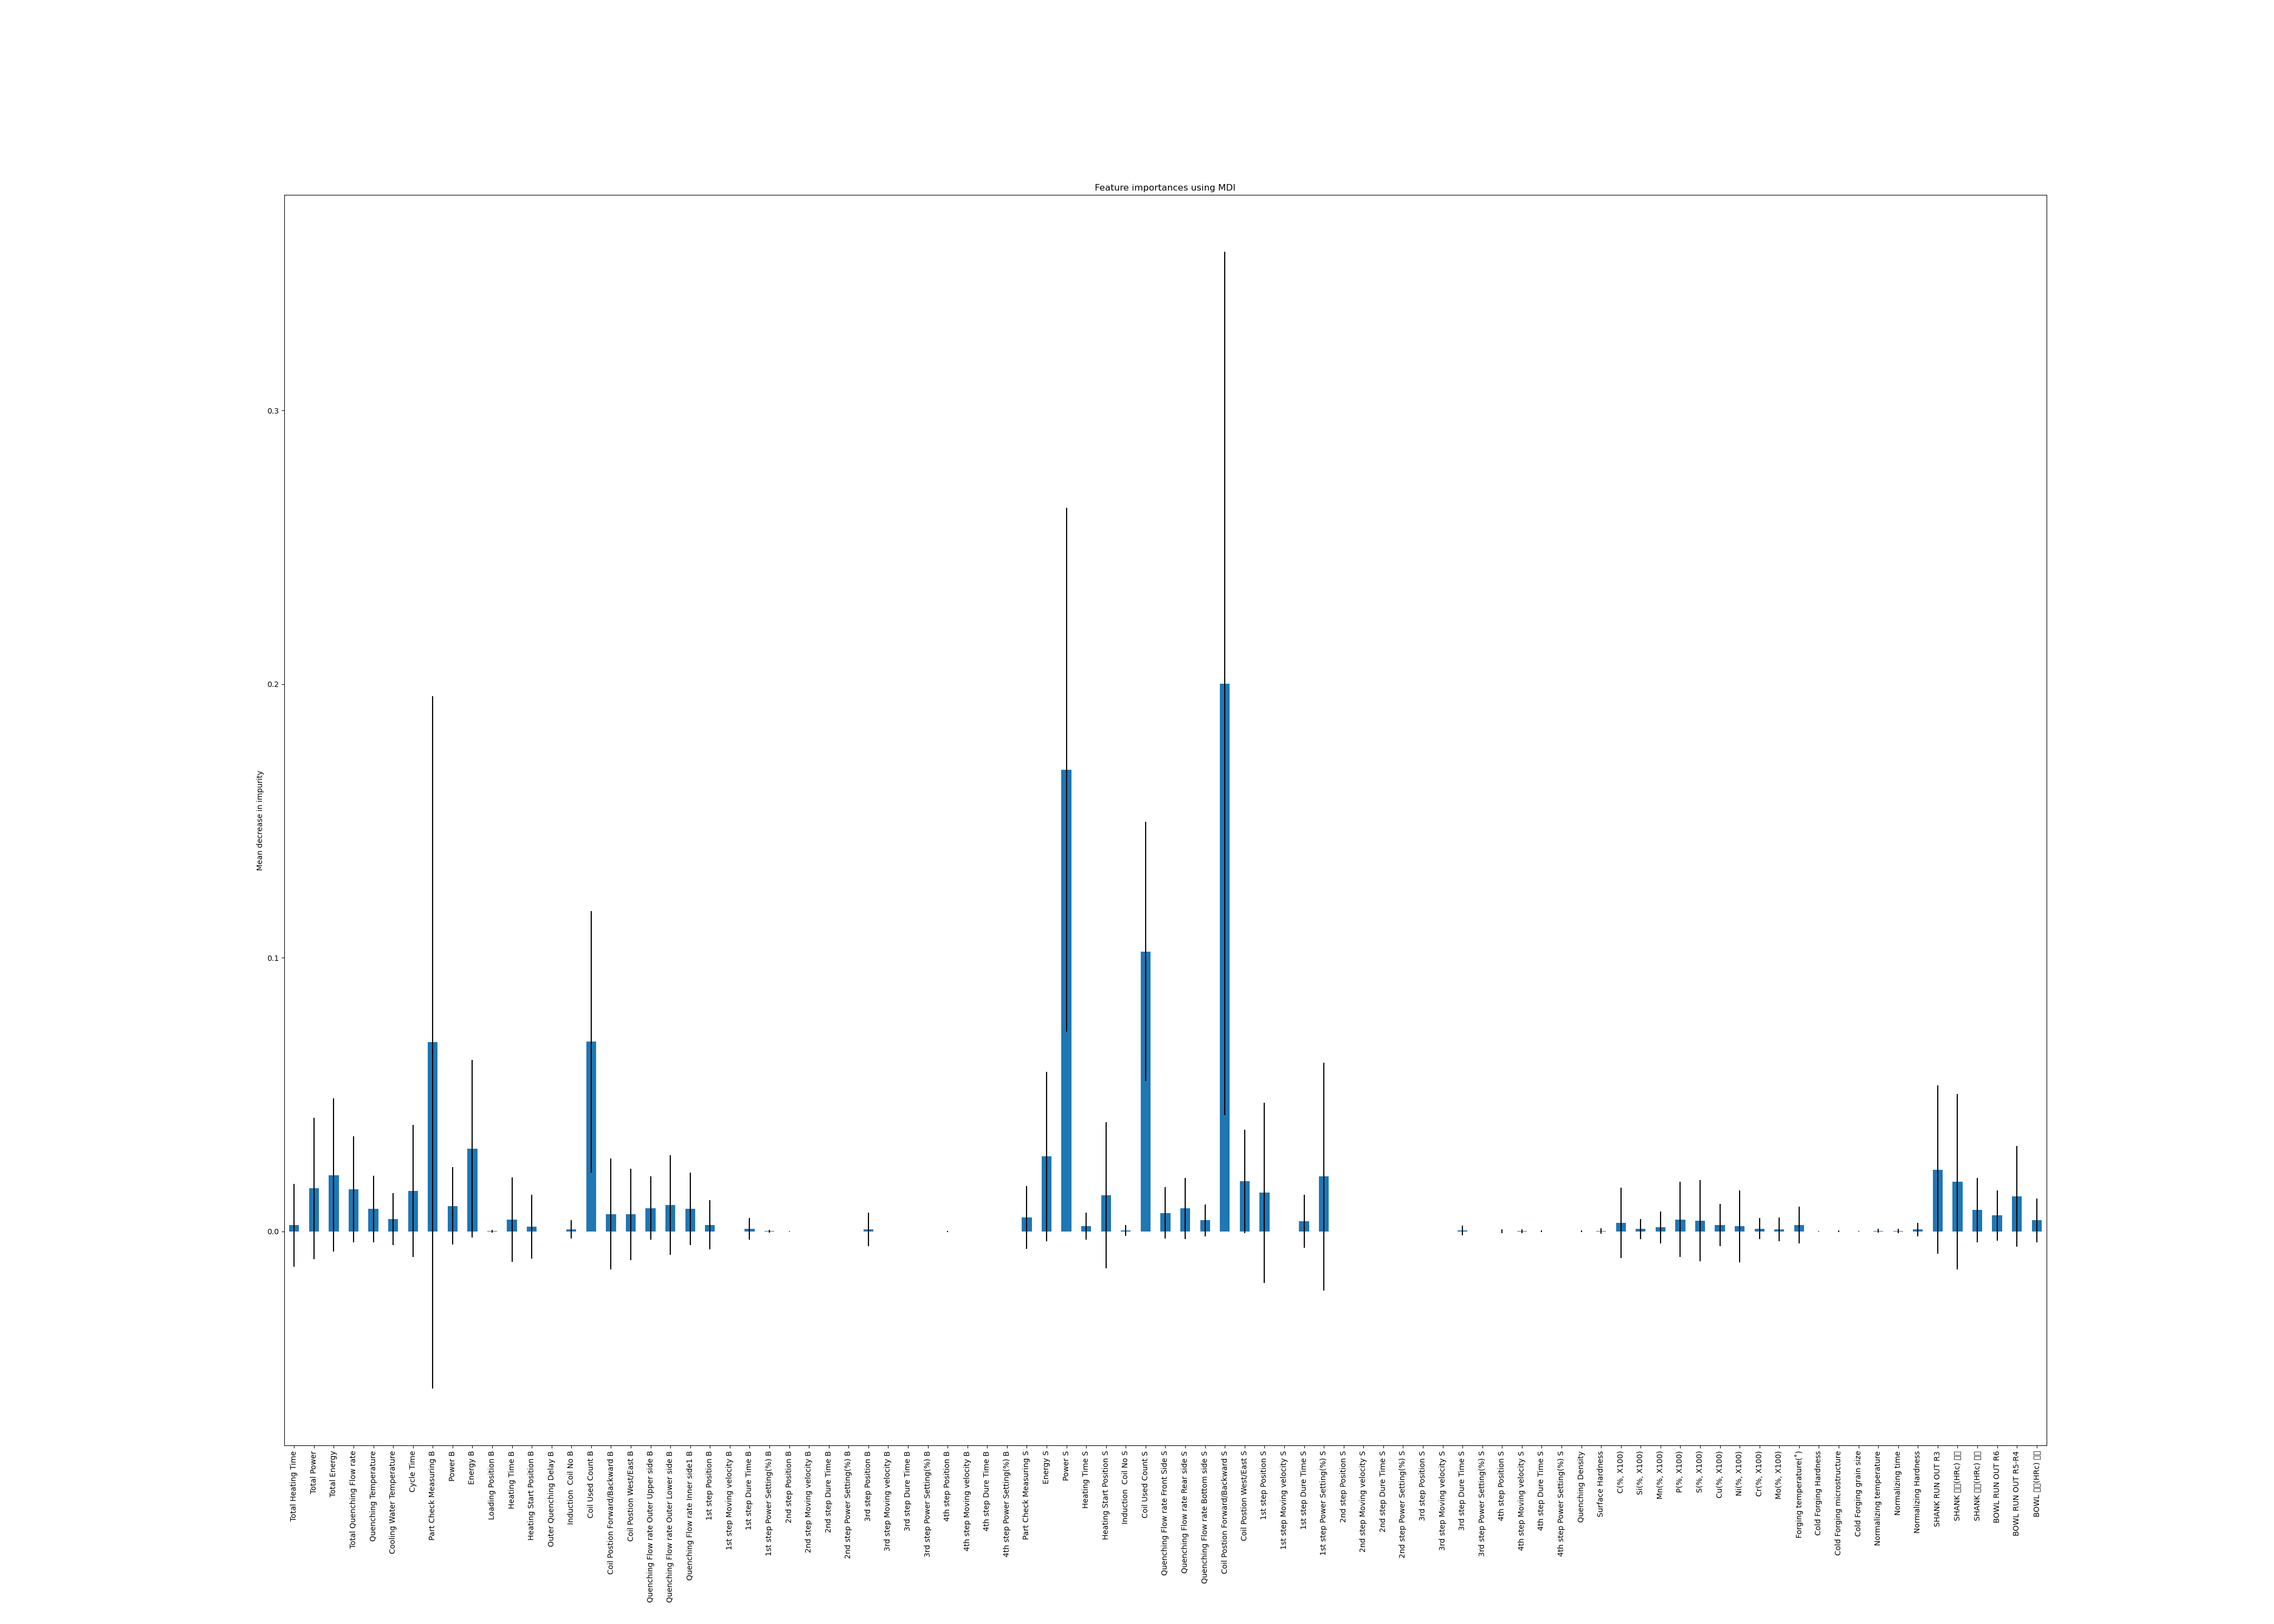 Feature importances using MDI
Mean decrease in impurity
0.3
0.2
0.1
0.0
Total Heating Time
Total Power
Total Energy
Total Quenching Flow rate
Quenching Temperature
Cooling Water Temperature
Cycle Time
Part Check Measuring B
Power B
Energy B
Loading Position B
Heating Time B
Heating Start Position B
Outer Quenching Delay B
Induction  Coil No B
Coil Used Count B
Coil Postion Forward/Backward B
Coil Postion West/East B
Quenching Flow rate Outer Upper side B
Quenching Flow rate Outer Lower side B
Quenching Flow rate Inner side1 B
1st step Position B
1st step Moving velocity B
1st step Dure Time B
1st step Power Setting(%) B
2nd step Position B
2nd step Moving velocity B
2nd step Dure Time B
2nd step Power Setting(%) B
3rd step Position B
3rd step Moving velocity B
3rd step Dure Time B
3rd step Power Setting(%)  B
4th step Position B
4th step Moving velocity B
4th step Dure Time B
4th step Power Setting(%) B
Part Check Measuring S
Energy S
Power S
Heating Time S
Heating Start Position S
Induction  Coil No S
Coil Used Count S
Quenching Flow rate Front Side S
Quenching Flow rate Rear side S
Quenching Flow rate Bottom side S
Coil Postion Forward/Backward S
Coil Postion West/East S
1st step Position S
1st step Moving velocity S
1st step Dure Time S
1st step Power Setting(%) S
2nd step Position S
2nd step Moving velocity S
2nd step Dure Time S
2nd step Power Setting(%) S
3rd step Position S
3rd step Moving velocity S
3rd step Dure Time S
3rd step Power Setting(%) S
4th step Position S
4th step Moving velocity S
4th step Dure Time S
4th step Power Setting(%) S
Quenching Density
Surface Hardness
C(%, X100)
Si(%, X100)
Mn(%, X100)
P(%, X100)
S(%, X100)
Cu(%, X100)
Ni(%, X100)
Cr(%, X100)
Mo(%, X100)
Forging temperature(˚)
Cold Forging Hardness
Cold Forging microstructure
Cold Forging grain size
Normalizing temperature
Normalizing time
Normalizing Hardness
SHANK RUN OUT R3
SHANK (HRc)
SHANK (HRc)
BOWL RUN OUT R6
BOWL RUN OUT R5-R4
BOWL (HRc)